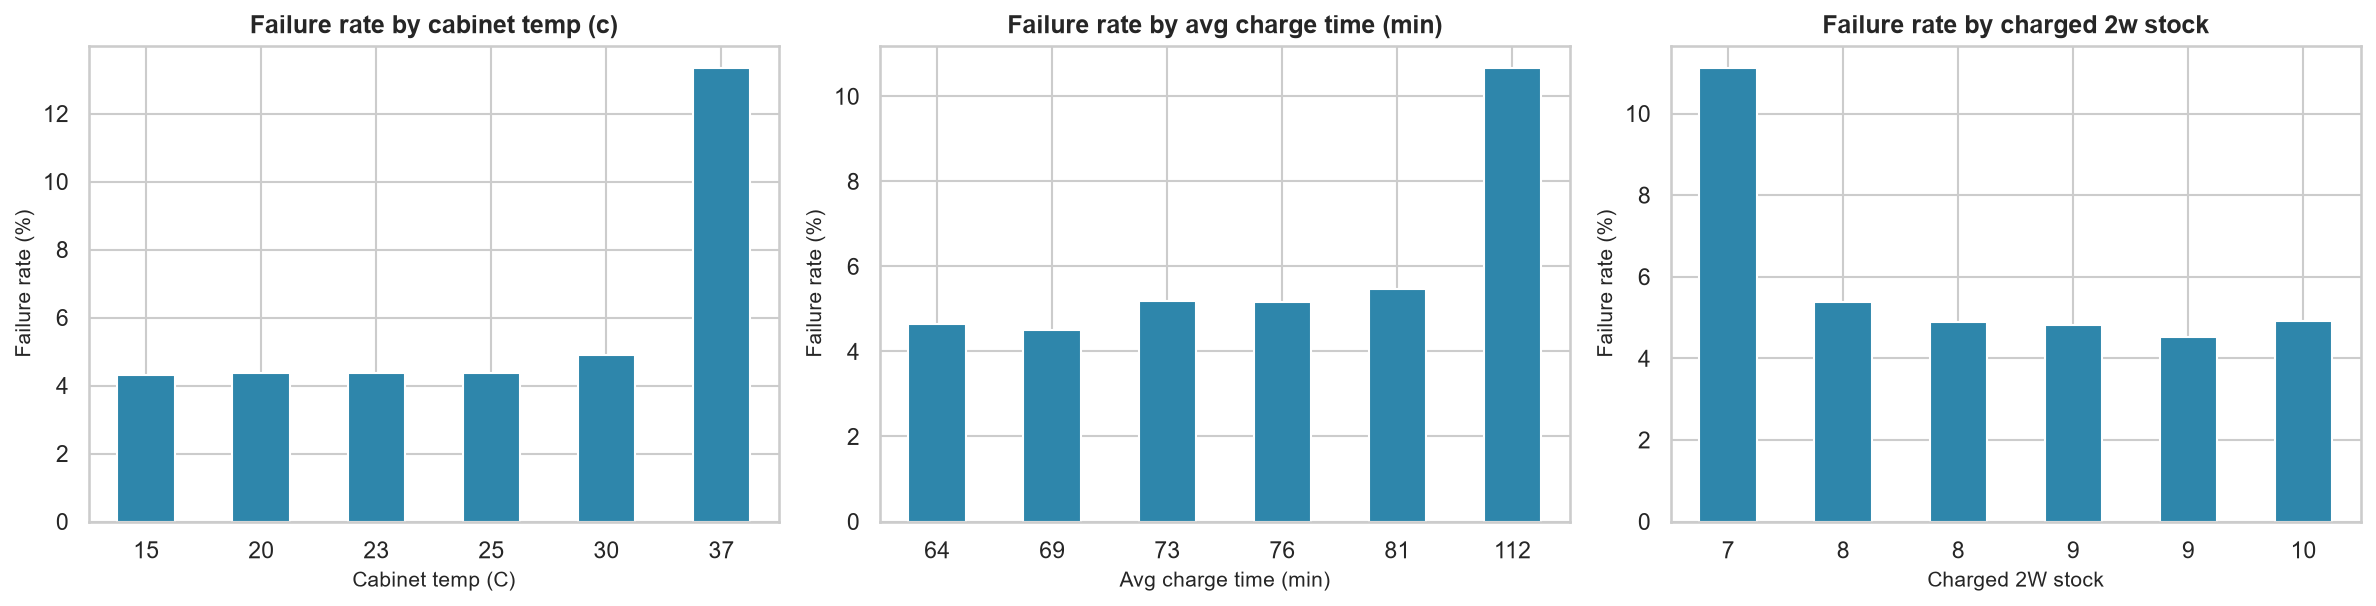 Failure rate by cabinet temp (c)
Failure rate (%)
12
10
8
6
4
2
0
15 20 23 25 30 37
Cabinet temp (C)
Failure rate by avg charge time (min)
Failure rate (%)
10
8
6
4
2
0
64 69 73 76 81 112
Avg charge time (min)
Failure rate by charged 2w stock
Failure rate (%)
10
8
6
4
2
0
7 8 8 9 9 10
Charged 2W stock